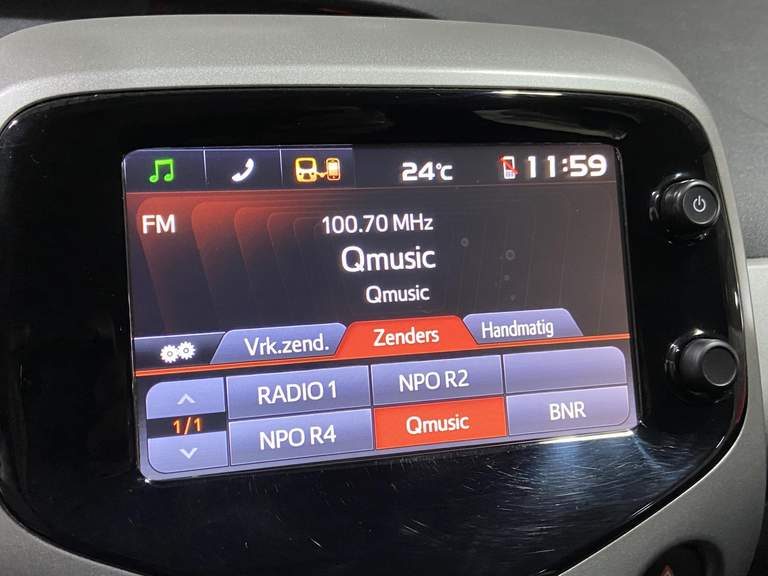 24°C 11:59
FM 100.70 MHz
Qmusic
Qmusic
Vrk.zend. Zenders Handmatig
RADIO 1 NPO R2
1/1 NPO R4 Qmusic BNR